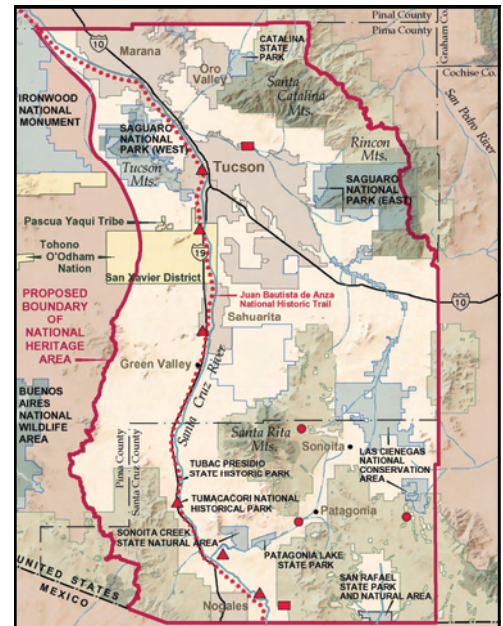 Pinal County
Pima County
Graham Co.
Cochise Co.
10
Marana
CATALINA
STATE
PARK
Oro
Valley
Santa
Catalina
Mts.
San Pedro River
IRONWOOD
NATIONAL
MONUMENT
SAGUARO
NATIONAL
PARK (WEST)
Tucson
Mts.
Tucson
Rincon
Mts.
SAGUARO
NATIONAL
PARK (EAST)
Pascua Yaqui Tribe
Tohono
O'Odham
Nation
19
San Xavier District
PROPOSED
BOUNDARY
OF
NATIONAL
HERITAGE
AREA
Juan Bautista de Anza
National Historic Trail
10
Sahuarita
Green Valley
Santa Cruz River
BUENOS
AIRES
NATIONAL
WILDLIFE
AREA
Santa Rita
Mts.
Sonoita
LAS CIENEGAS
NATIONAL
CONSERVATION
AREA
Pima County
Santa Cruz County
TUBAC PRESIDIO
STATE HISTORIC PARK
TUMACACORI NATIONAL
HISTORICAL PARK
Patagonia
SONOITA CREEK
STATE NATURAL AREA
PATAGONIA LAKE
STATE PARK
SAN RAFAEL
STATE PARK
AND NATURAL AREA
UNITED STATES
MEXICO
Nogales